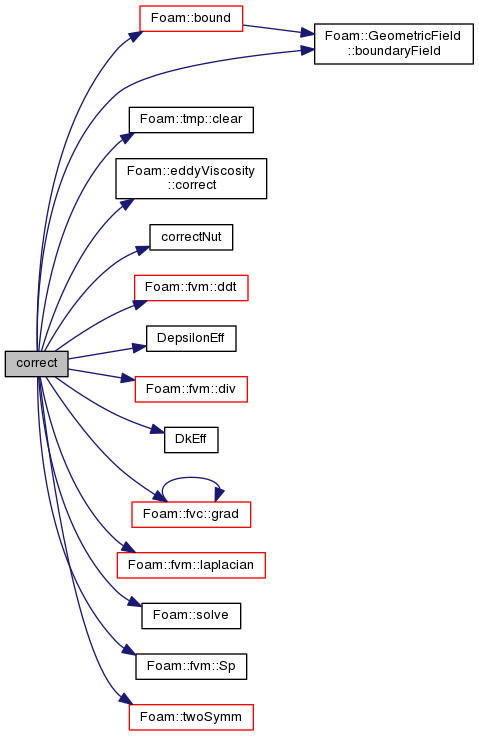 Foam::bound
Foam::GeometricField
::boundaryField
Foam::tmp::clear
Foam::eddyViscosity
::correct
correctNut
Foam::fvm::ddt
DepsilonEff
correct
Foam::fvm::div
DkEff
Foam::fvc::grad
Foam::fvm::laplacian
Foam::solve
Foam::fvm::Sp
Foam::twoSymm